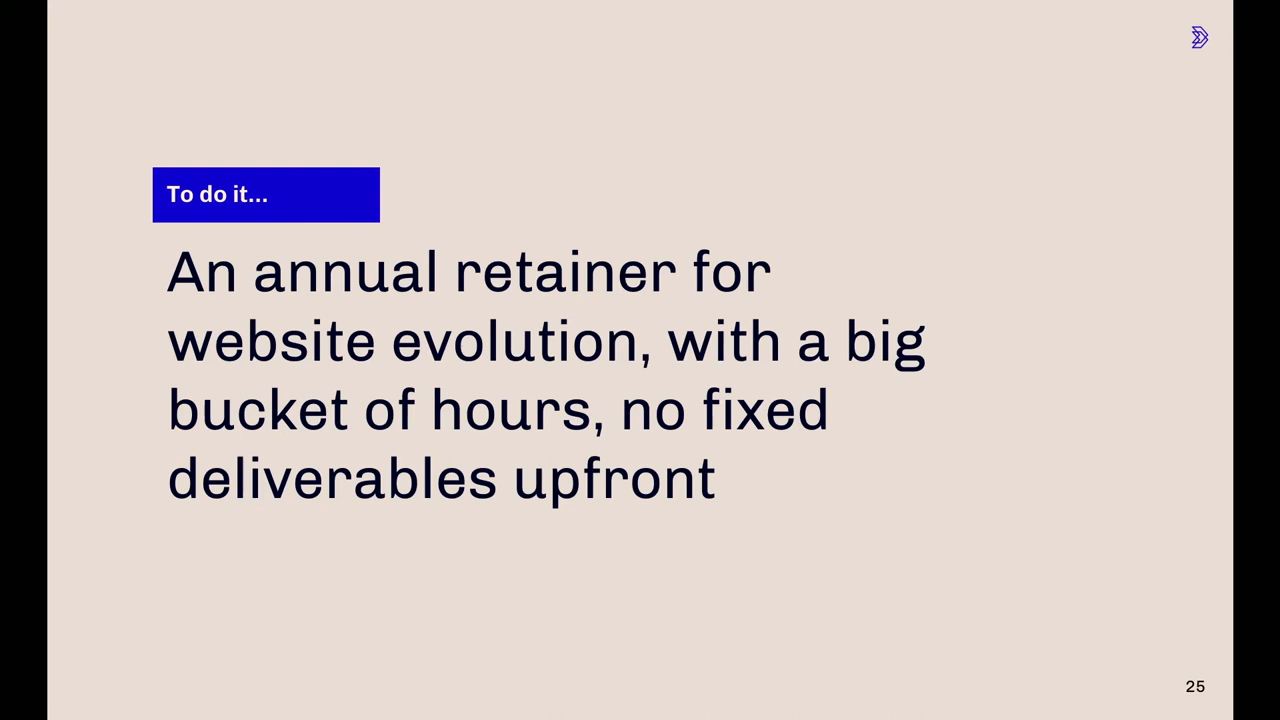 To do it...
An annual retainer for
website evolution, with a big
bucket of hours, no fixed
deliverables upfront
25